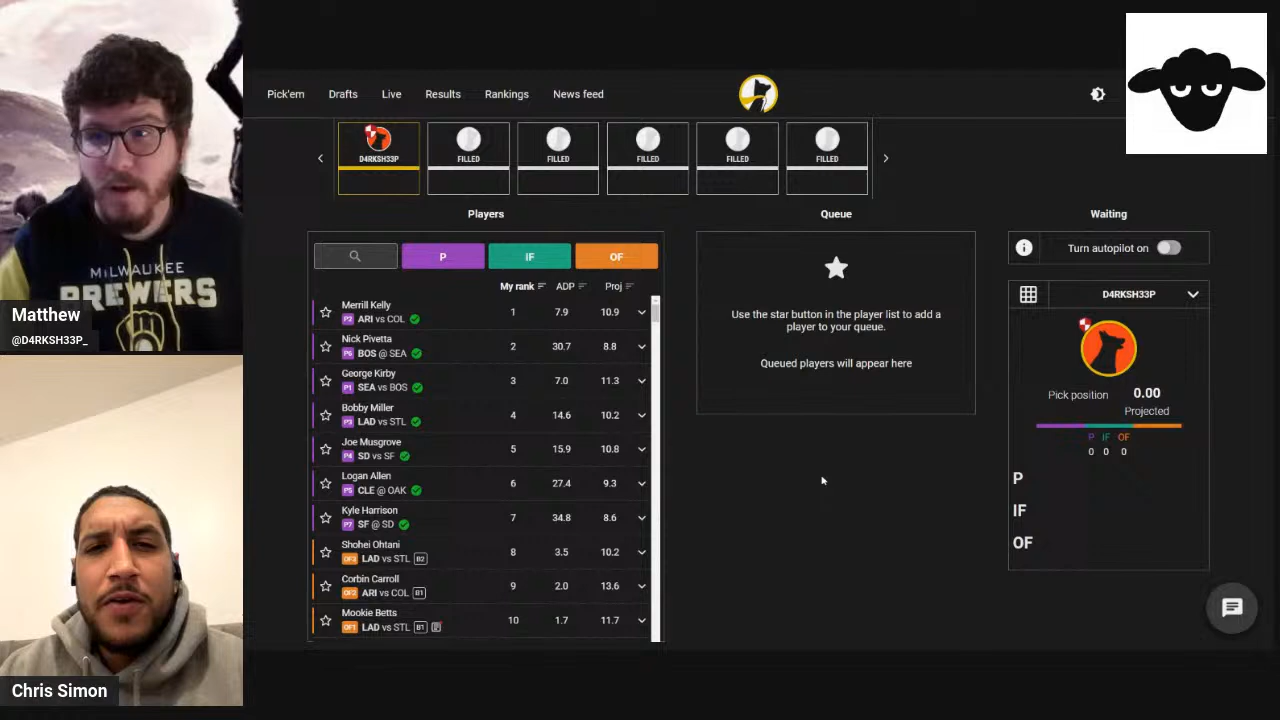 Pick'em Drafts Live Results Rankings News feed
D4RKSH33P FILLED FILLED FILLED FILLED FILLED
Players
P IF OF
My rank ADP Proj
Merrill Kelly
P2 ARI vs COL 1 7.9 10.9
Nick Pivetta
P6 BOS @ SEA 2 30.7 8.8
George Kirby
P1 SEA vs BOS 3 7.0 11.3
Bobby Miller
P3 LAD vs STL 4 14.6 10.2
Joe Musgrove
P4 SD vs SF 5 15.9 10.8
Logan Allen
P5 CLE @ OAK 6 27.4 9.3
Kyle Harrison
P7 SF @ SD 7 34.8 8.6
Shohei Ohtani
OF3 LAD vs STL B2 8 3.5 10.2
Corbin Carroll
OF2 ARI vs COL B1 9 2.0 13.6
Mookie Betts
OF1 LAD vs STL B1 10 1.7 11.7
Queue
Use the star button in the player list to add a
player to your queue.
Queued players will appear here
Waiting
Turn autopilot on
D4RKSH33P
Pick position 0.00
Projected
P IF OF
0 0 0
P
IF
OF
MILWAUKEE
BREWERS
Matthew
@D4RKSH33P_
Chris Simon